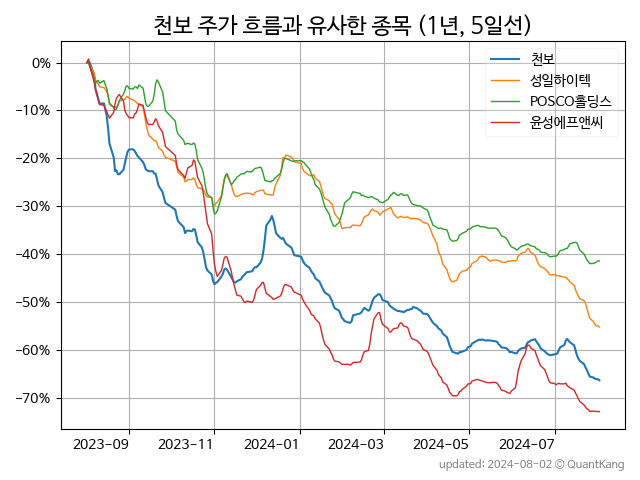 천보 주가 흐름과 유사한 종목 (1년, 5일선)
천보
성일하이텍
POSCO홀딩스
윤성에프앤씨
0%
−10%
−20%
−30%
−40%
−50%
−60%
−70%
2023−09
2023−11
2024−01
2024−03
2024−05
2024−07
updated: 2024-08-02 © QuantKang